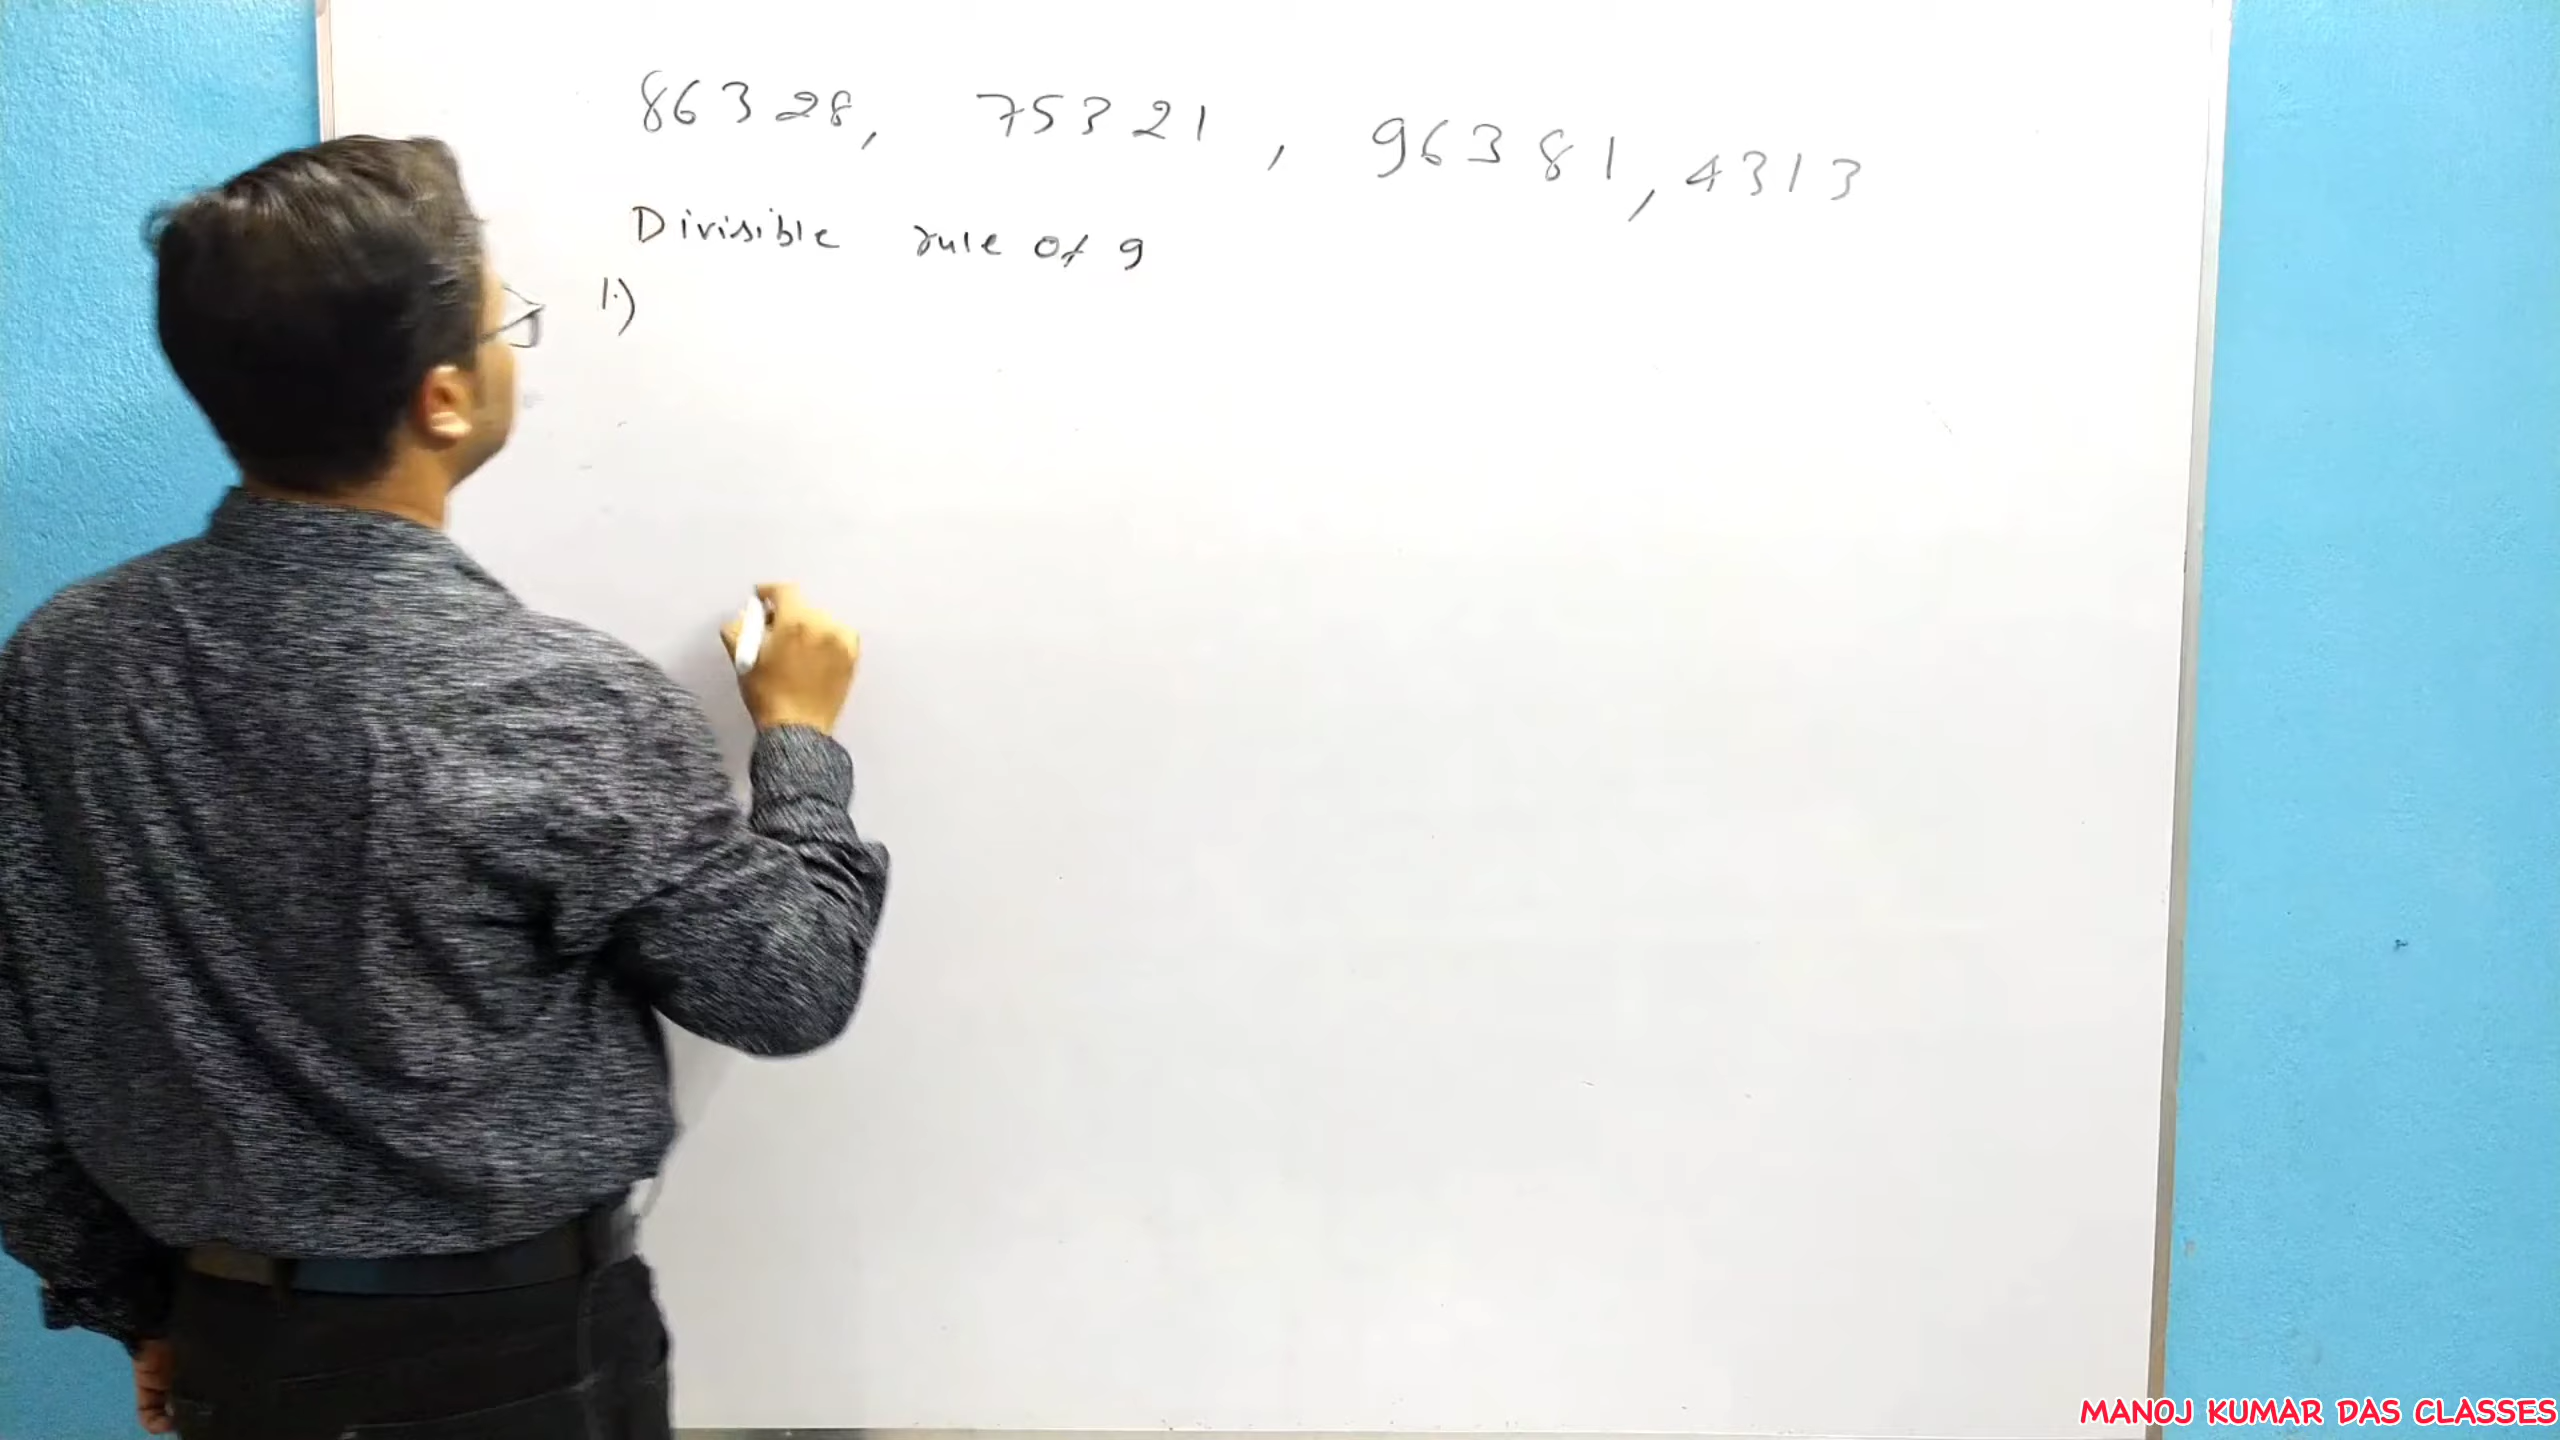 86328, 75321, 96381, 4313
Divisible rule of 9
1.)
MANOJ KUMAR DAS CLASSES